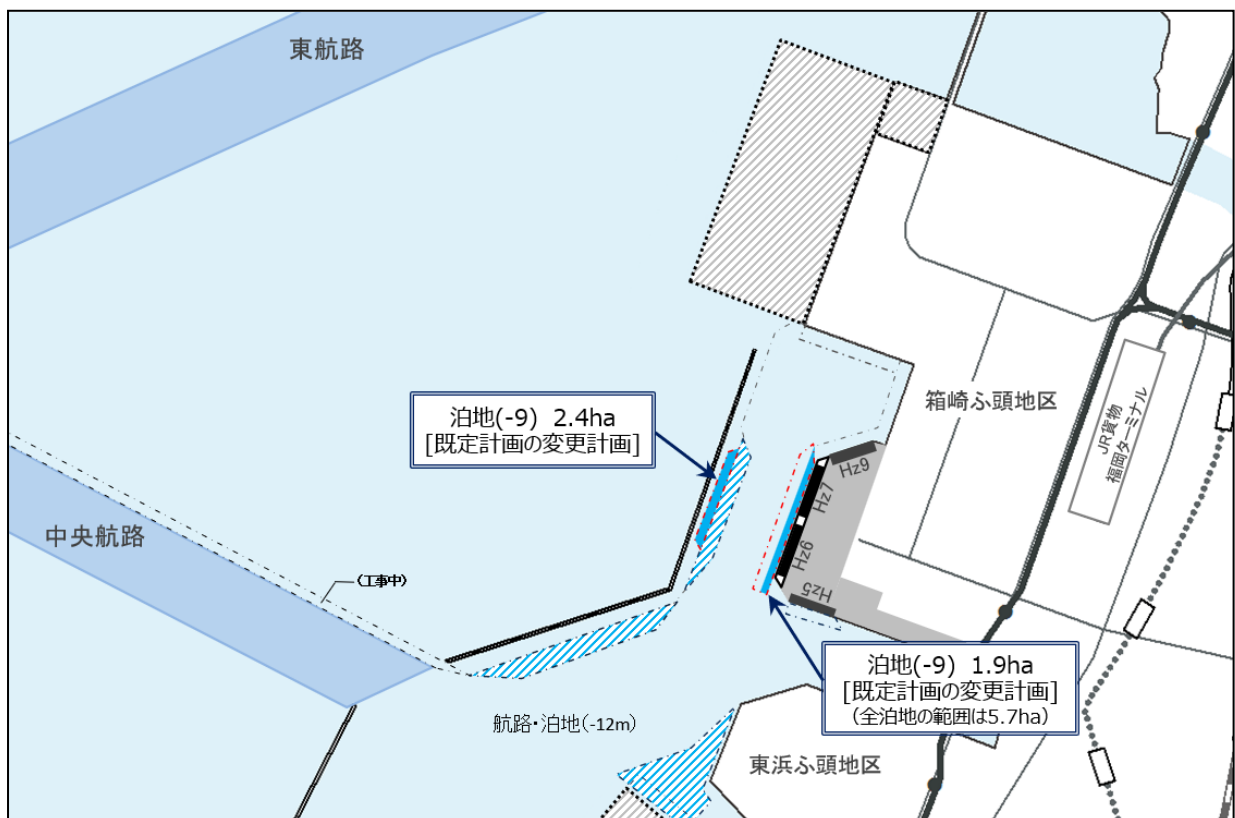 東航路
泊地(-9) 2.4ha
[既定計画の変更計画]
箱崎ふ頭地区
JR貨物
福岡ターミナル
Hz9
Hz7
Hz6
Hz5
中央航路
(工事中)
泊地(-9) 1.9ha
[既定計画の変更計画]
(全泊地の範囲は5.7ha)
航路・泊地(-12m)
東浜ふ頭地区